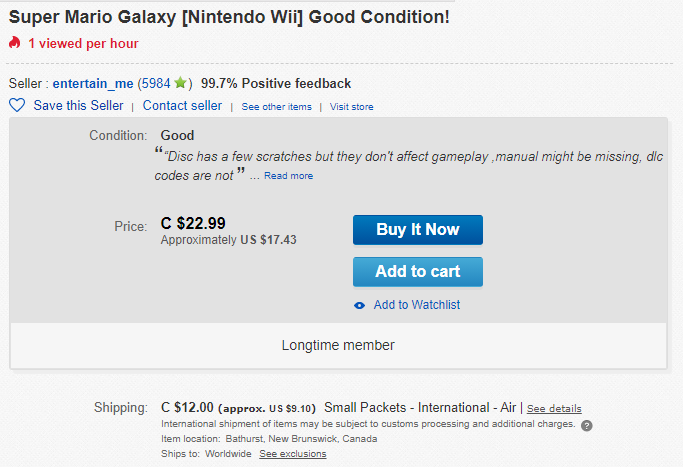 Super Mario Galaxy [Nintendo Wii] Good Condition!
1 viewed per hour
Seller : entertain_me (5984 ) 99.7% Positive feedback
Save this Seller | Contact seller | See other items | Visit store
Condition: Good
““Disc has a few scratches but they don't affect gameplay ,manual might be missing, dlc
codes are not ” ... Read more
Price: C $22.99
Approximately US $17.43
Buy It Now
Add to cart
Add to Watchlist
Longtime member
Shipping: C $12.00 (approx. US $9.10) Small Packets - International - Air | See details
International shipment of items may be subject to customs processing and additional charges. ?
Item location: Bathurst, New Brunswick, Canada
Ships to: Worldwide See exclusions